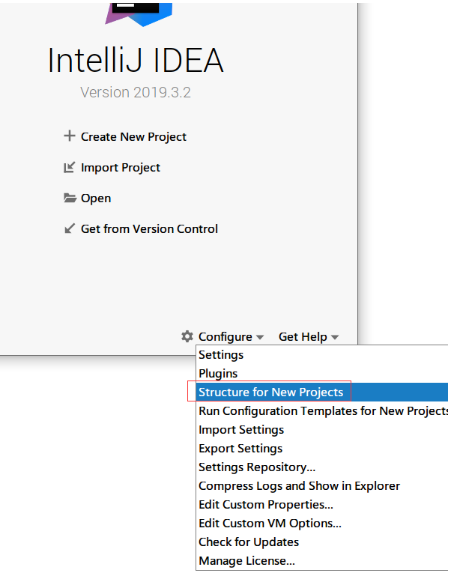 IntelliJ IDEA
Version 2019.3.2
Create New Project
Import Project
Open
Get from Version Control
Configure Get Help
Settings
Plugins
Structure for New Projects
Run Configuration Templates for New Projects
Import Settings
Export Settings
Settings Repository...
Compress Logs and Show in Explorer
Edit Custom Properties...
Edit Custom VM Options...
Check for Updates
Manage License...